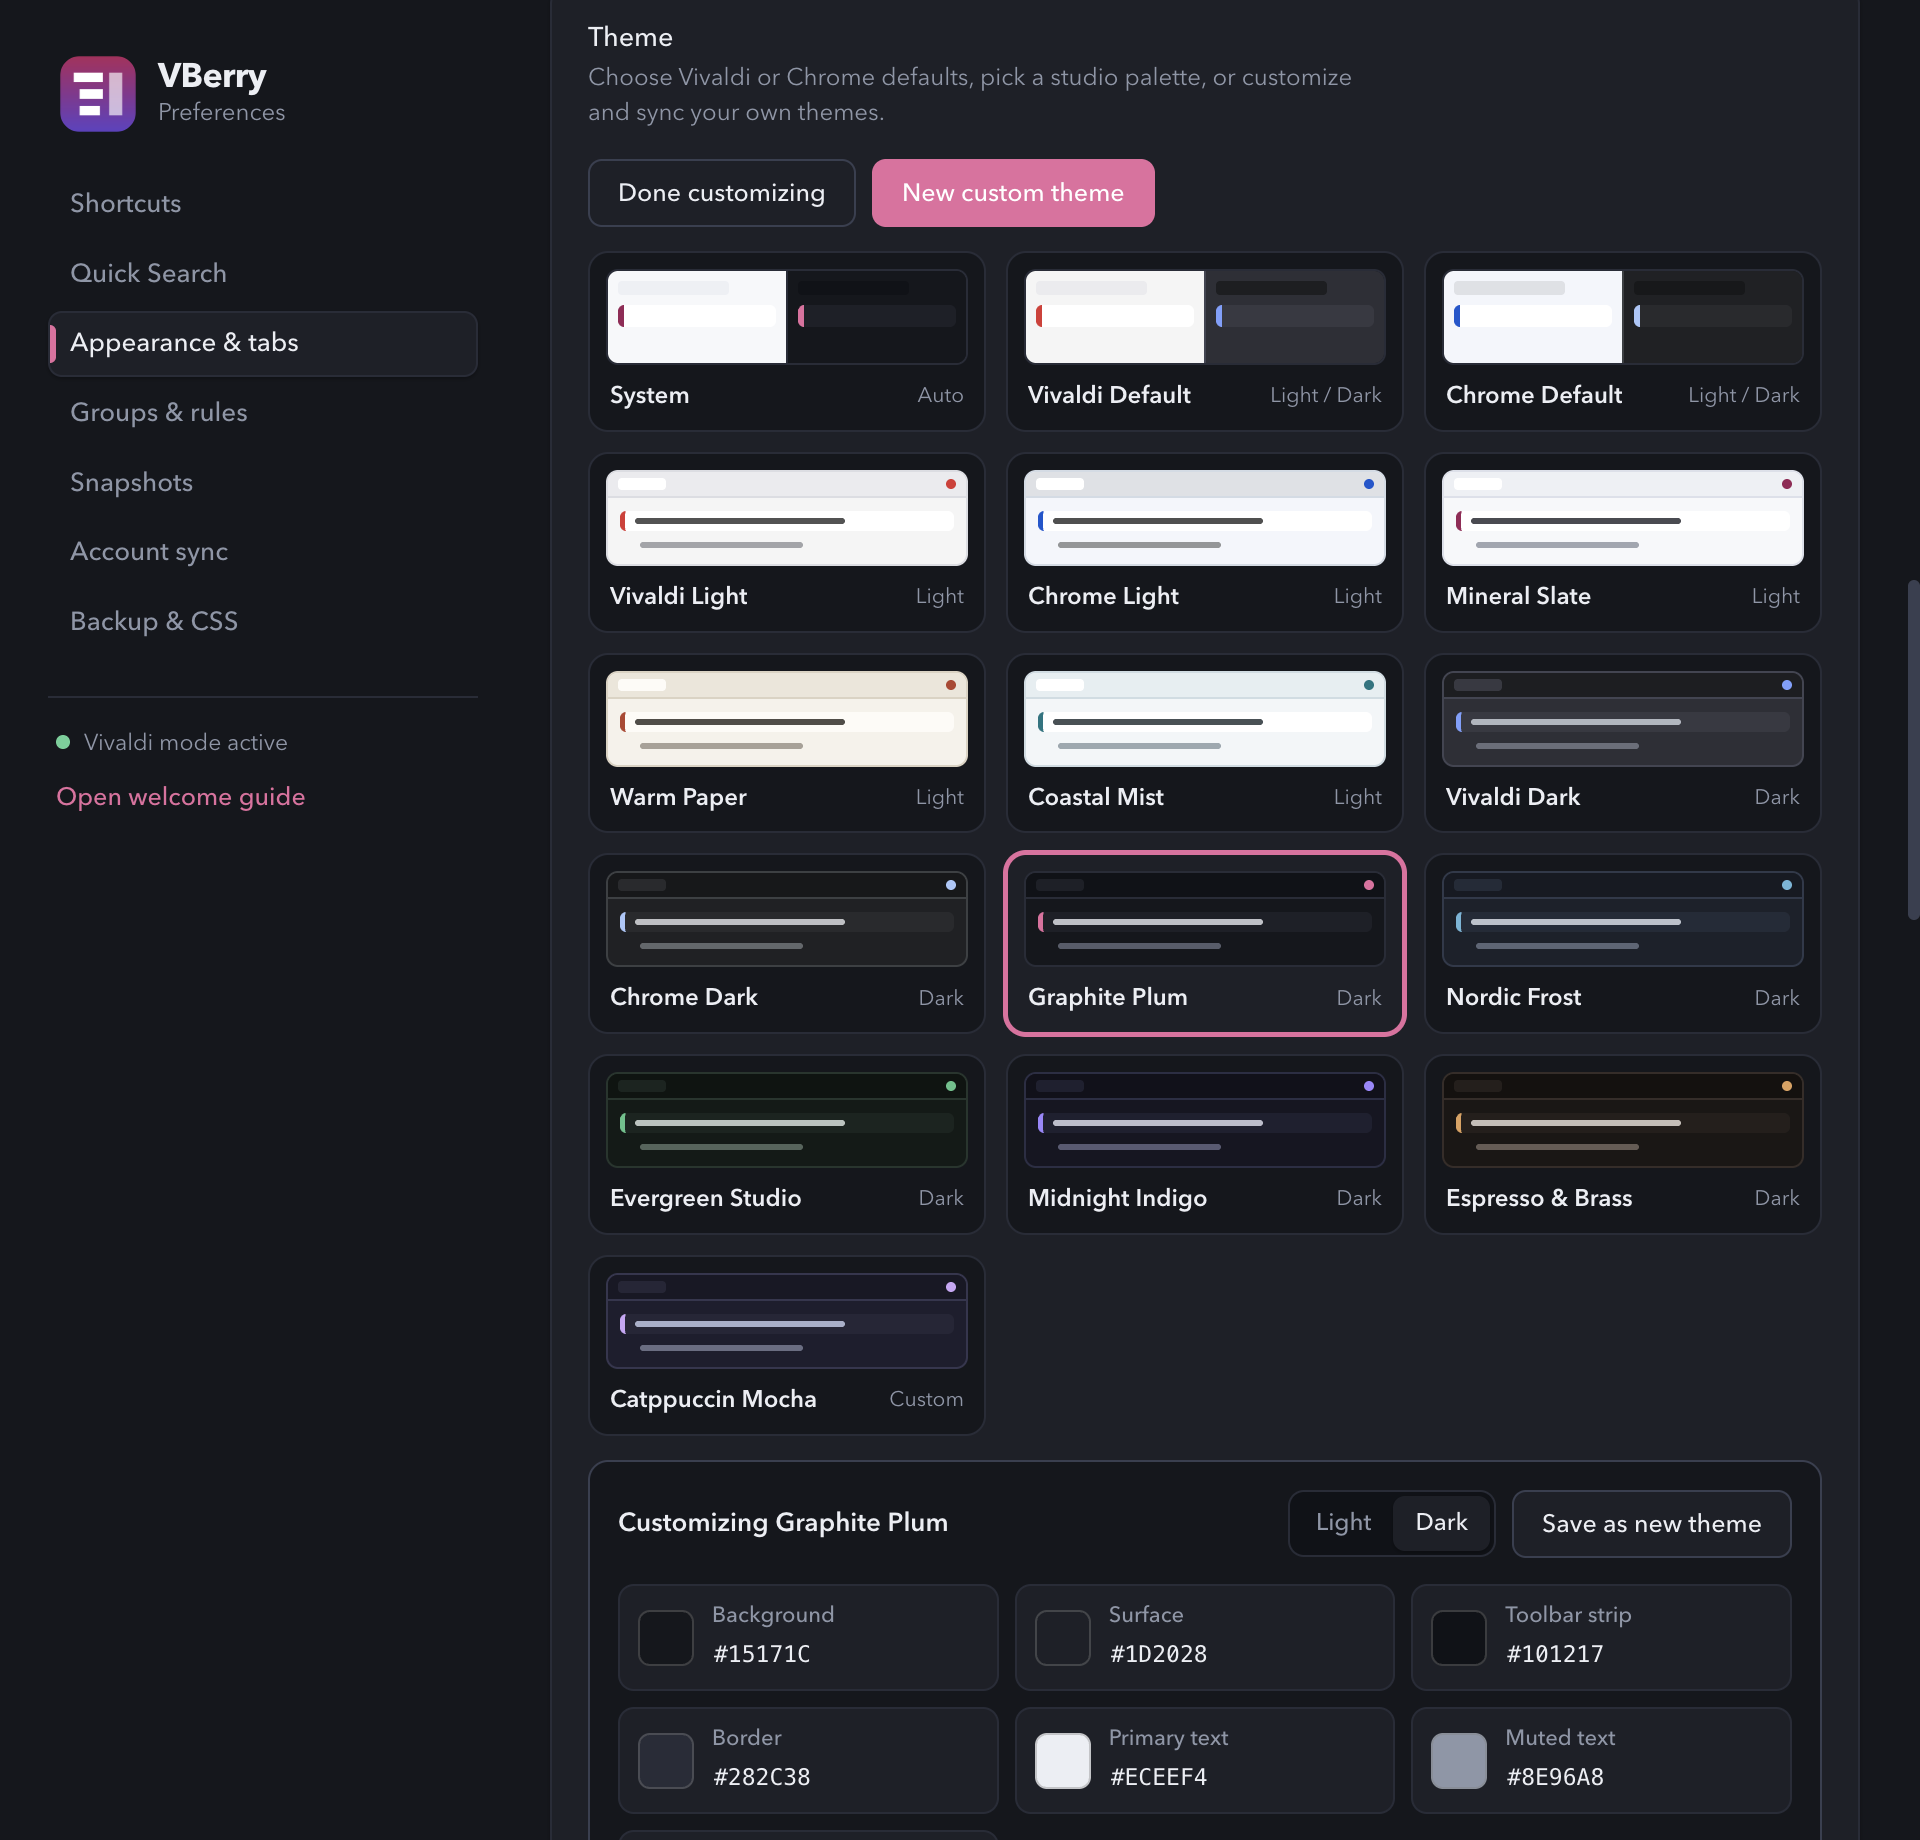 VBerry
Preferences
Shortcuts
Quick Search
Appearance & tabs
Groups & rules
Snapshots
Account sync
Backup & CSS
Vivaldi mode active
Open welcome guide
Theme
Choose Vivaldi or Chrome defaults, pick a studio palette, or customize
and sync your own themes.
Done customizing
New custom theme
System
Auto
Vivaldi Default
Light / Dark
Chrome Default
Light / Dark
Vivaldi Light
Light
Chrome Light
Light
Mineral Slate
Light
Warm Paper
Light
Coastal Mist
Light
Vivaldi Dark
Dark
Chrome Dark
Dark
Graphite Plum
Dark
Nordic Frost
Dark
Evergreen Studio
Dark
Midnight Indigo
Dark
Espresso & Brass
Dark
Catppuccin Mocha
Custom
Customizing Graphite Plum
Light
Dark
Save as new theme
Background
#15171C
Surface
#1D2028
Toolbar strip
#101217
Border
#282C38
Primary text
#ECEEF4
Muted text
#8E96A8